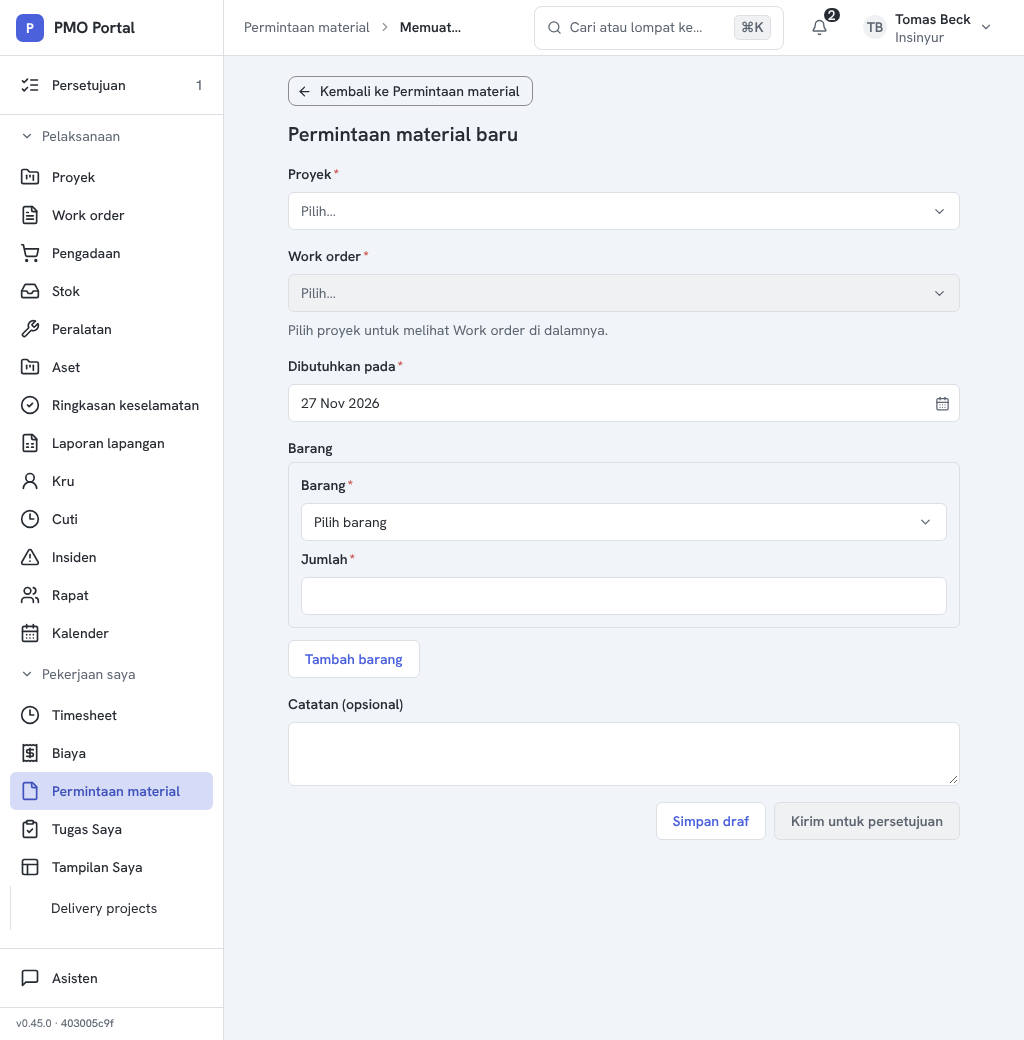 P PMO Portal
Permintaan material > Memuat...
Cari atau lompat ke... ⌘K
2
TB Tomas Beck
Insinyur
Persetujuan 1
Pelaksanaan
Proyek
Work order
Pengadaan
Stok
Peralatan
Aset
Ringkasan keselamatan
Laporan lapangan
Kru
Cuti
Insiden
Rapat
Kalender
Pekerjaan saya
Timesheet
Biaya
Permintaan material
Tugas Saya
Tampilan Saya
Delivery projects
Asisten
v0.45.0 · 403005c9f
Kembali ke Permintaan material
Permintaan material baru
Proyek *
Pilih...
Work order *
Pilih...
Pilih proyek untuk melihat Work order di dalamnya.
Dibutuhkan pada *
27 Nov 2026
Barang
Barang *
Pilih barang
Jumlah *
Tambah barang
Catatan (opsional)
Simpan draf
Kirim untuk persetujuan